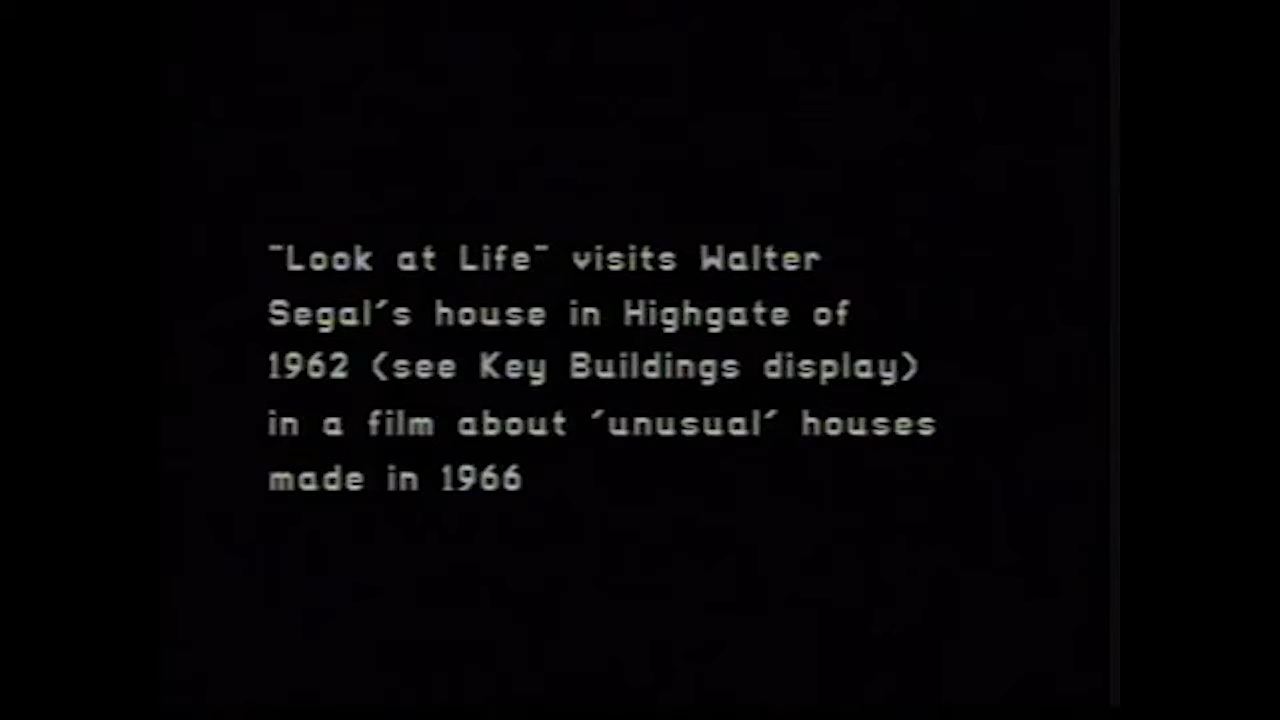 "Look at Life" visits Walter
Segal's house in Highgate of
1962 (see Key Buildings display)
in a film about 'unusual' houses
made in 1966